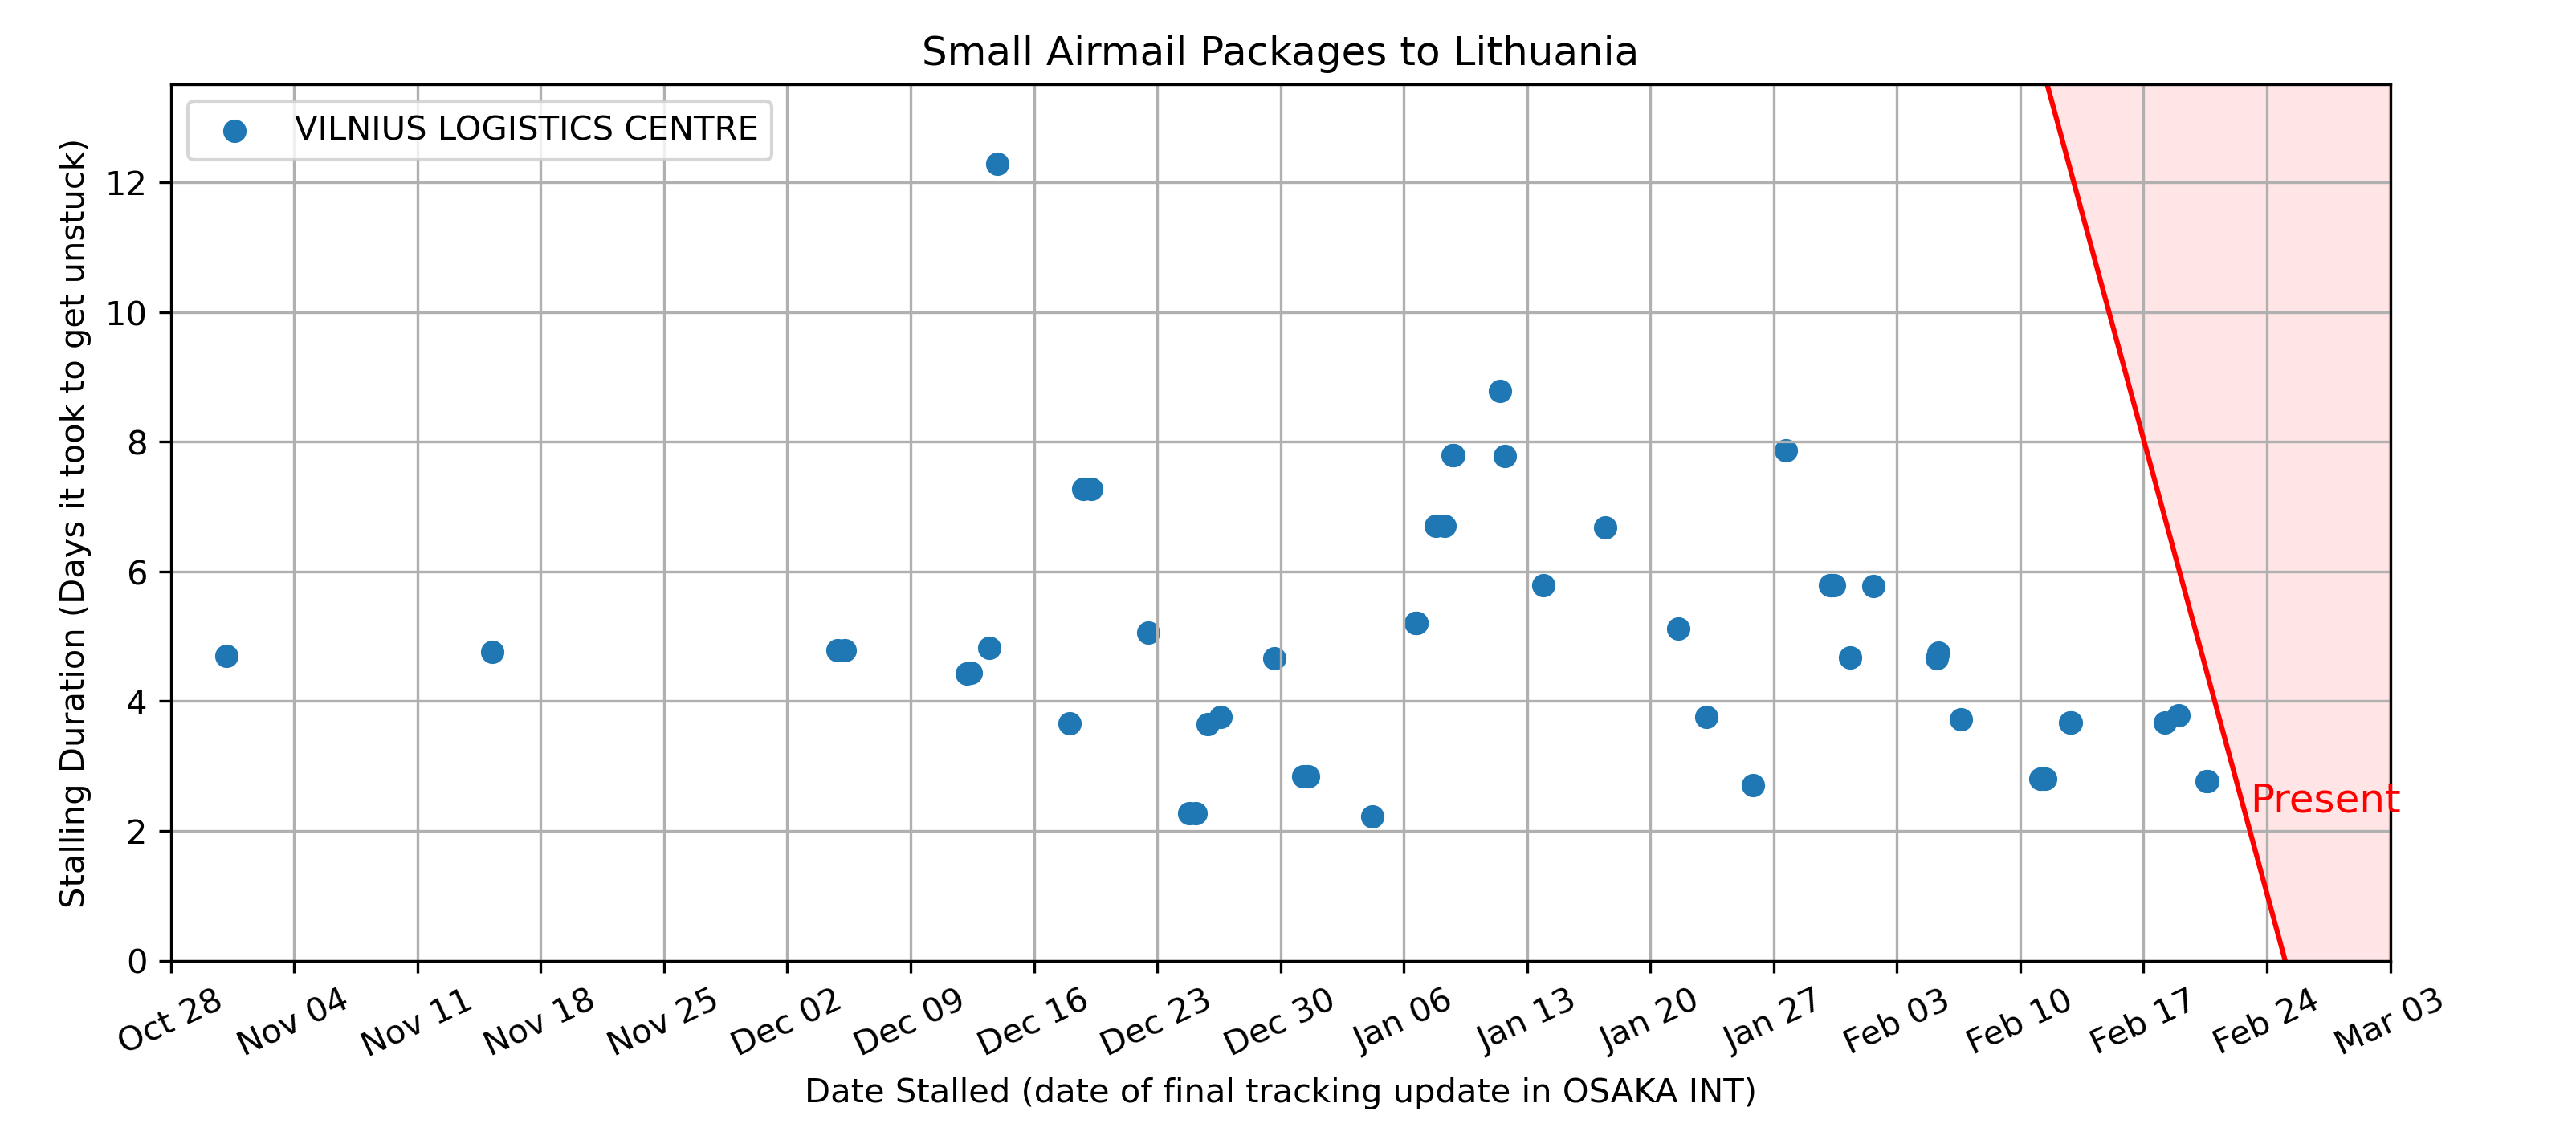 Small Airmail Packages to Lithuania
VILNIUS LOGISTICS CENTRE
Stalling Duration (Days it took to get unstuck)
12
10
8
6
4
2
0
Present
Oct 28
Nov 04
Nov 11
Nov 18
Nov 25
Dec 02
Dec 09
Dec 16
Dec 23
Dec 30
Jan 06
Jan 13
Jan 20
Jan 27
Feb 03
Feb 10
Feb 17
Feb 24
Mar 03
Date Stalled (date of final tracking update in OSAKA INT)